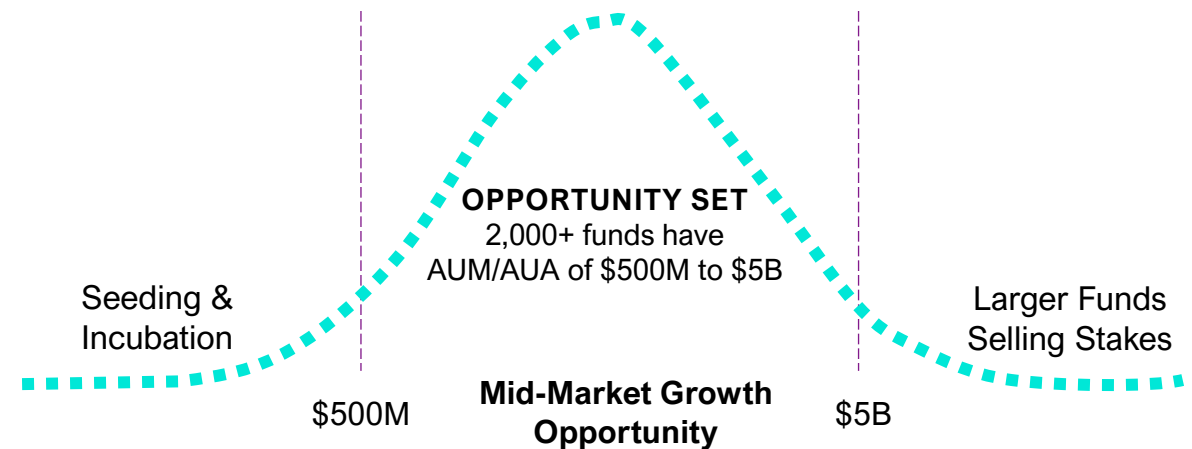 OPPORTUNITY SET
2,000+ funds have
AUM/AUA of $500M to $5B
Seeding &
Incubation
Larger Funds
Selling Stakes
$500M
Mid-Market Growth
Opportunity
$5B